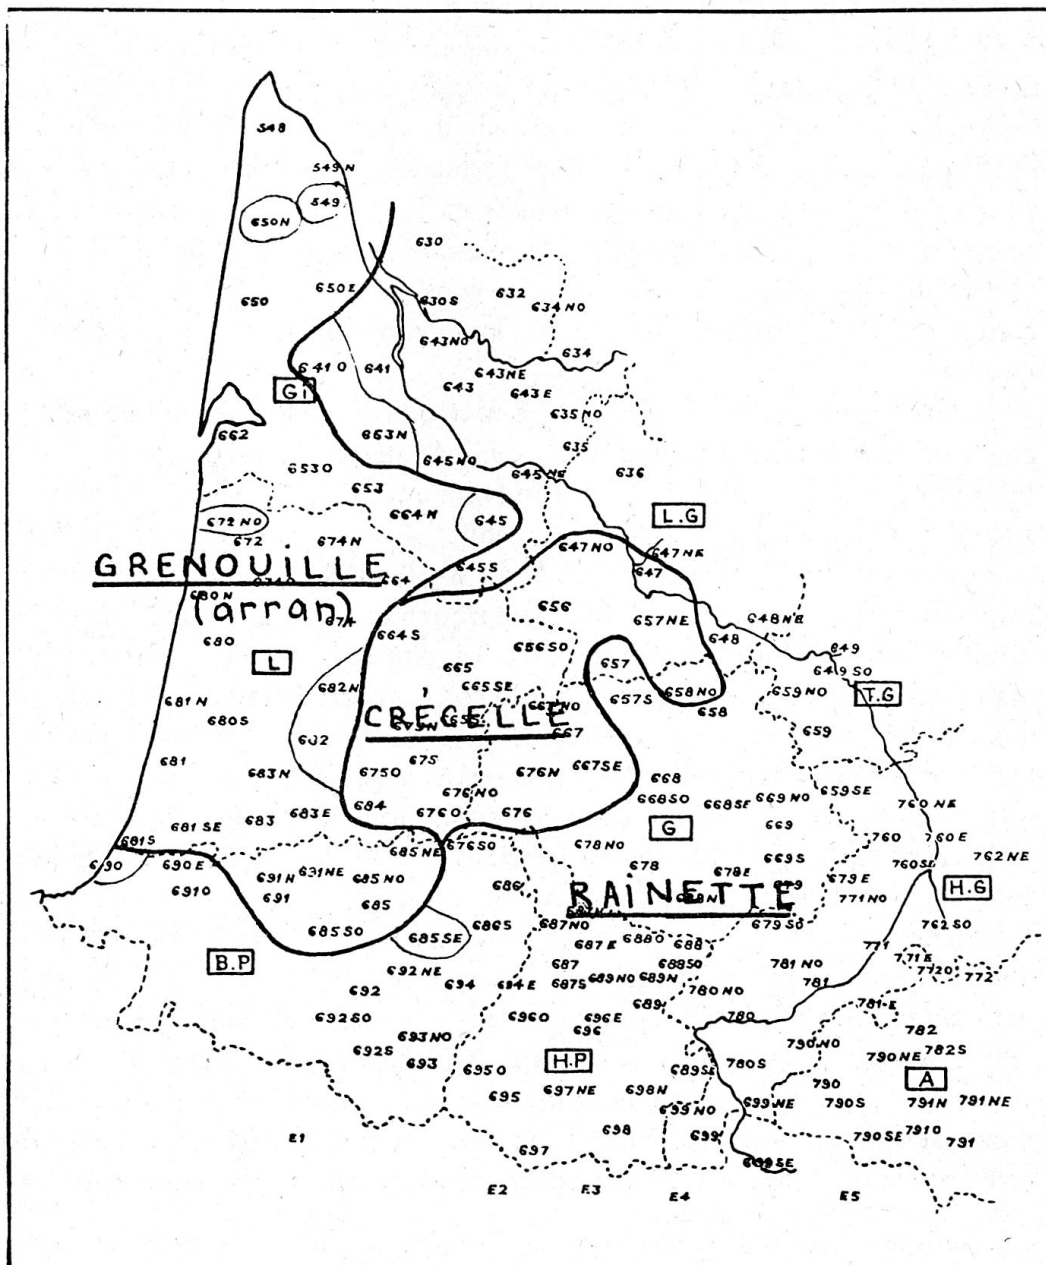 548
549 N
549
650 N
630
650 E
632
650
630 S
634 NO
643 NO
634
641 O
641
643 NE
643
Gi
643 E
635 NO
662
653 N
635
653 O
645 NO
645 NE
636
653
664 N
645
L.G
672 NO
672
674 N
647 NO
647 NE
645 S
647
GRENOUILLE
664
680 N
(arran)
674
656
657 NE
648
648 NE
680
664 S
656 SO
649
L
665
657
649 SO
682 N
665 SE
657 S
658 NO
659 NO
T.G
681 N
680 S
CRECELLE
658
682
667
659
681
683 N
675 O
675
676 N
667 SE
668
676 NO
668 SO
668 SE
669 NO
659 SE
760 NE
683
683 E
684
676 O
676
G
669
681 SE
681 S
676 SO
678 NO
760
760 E
690
690 E
685 NE
669 S
760 SE
762 NE
691 N
691 NE
685 NO
686
678
678 E
679 E
H.G
691 O
691
685
RAINETTE
771 NO
685 SO
685 SE
686 S
687 NO
679 SO
762 SO
687 E
688 O
688
771
B.P
692 NE
687
688 SO
781 NO
771 E
772 O
772
692
694
694 E
687 S
689 NO
689 N
780 NO
781
781 E
692 SO
696 O
696 E
689
780
693 NO
696
782
692 S
693
H.P
790 NO
790 NE
782 S
695 O
689 SE
780 S
A
695
697 NE
698 N
790
699 NO
699 NE
790 S
791 N
791 NE
E1
698
699
790 SE
791 O
791
697
699 SE
E2
E3
E4
E5